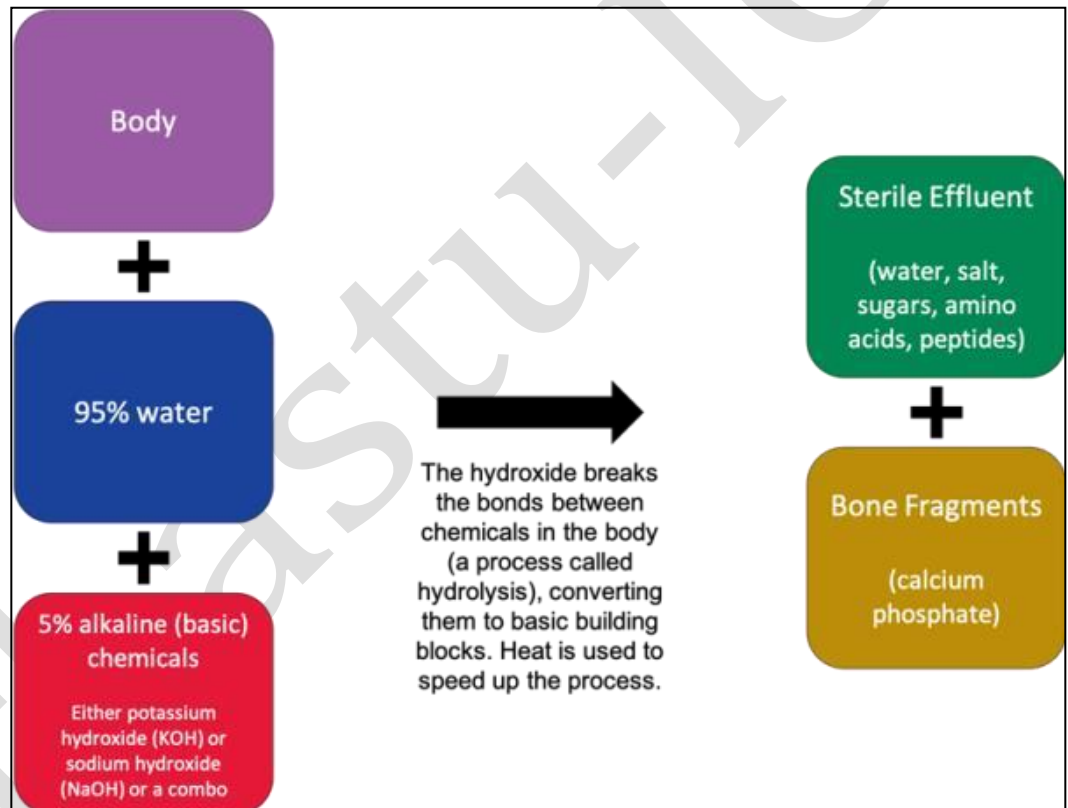 Body
+
95% water
+
5% alkaline (basic)
chemicals
Either potassium
hydroxide (KOH) or
sodium hydroxide
(NaOH) or a combo
The hydroxide breaks
the bonds between
chemicals in the body
(a process called
hydrolysis), converting
them to basic building
blocks. Heat is used to
speed up the process.
Sterile Effluent
(water, salt,
sugars, amino
acids, peptides)
+
Bone Fragments
(calcium
phosphate)